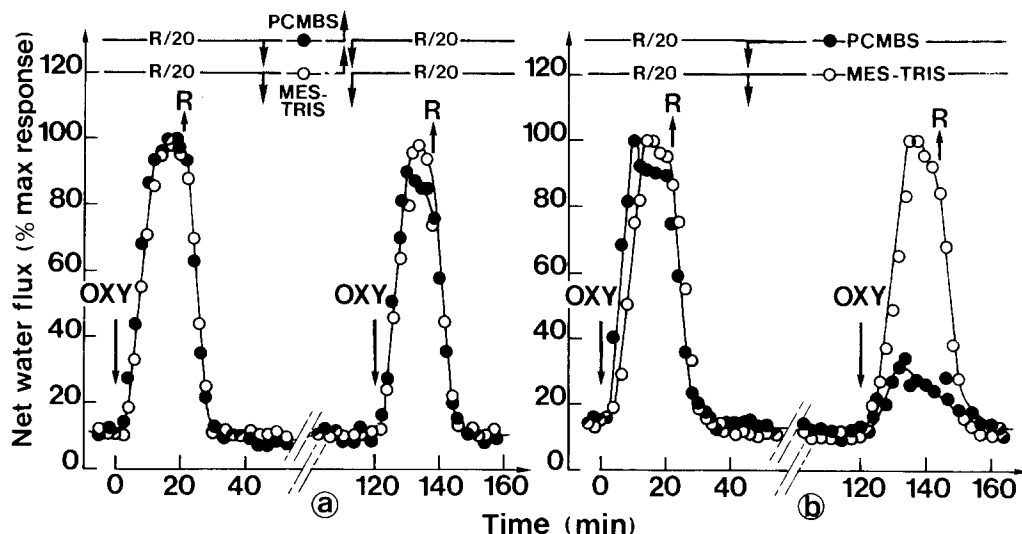 PCMBS
R/20 R/20
R/20 R/20
MES-
TRIS
R R
OXY OXY
Net water flux (% max response)
120
100
80
60
40
20
0
0 20 40 120 140 160
a
R/20 PCMBS
R/20 MES-TRIS
R R
OXY OXY
120
100
80
60
40
20
0
0 20 40 120 140 160
b
Time (min)